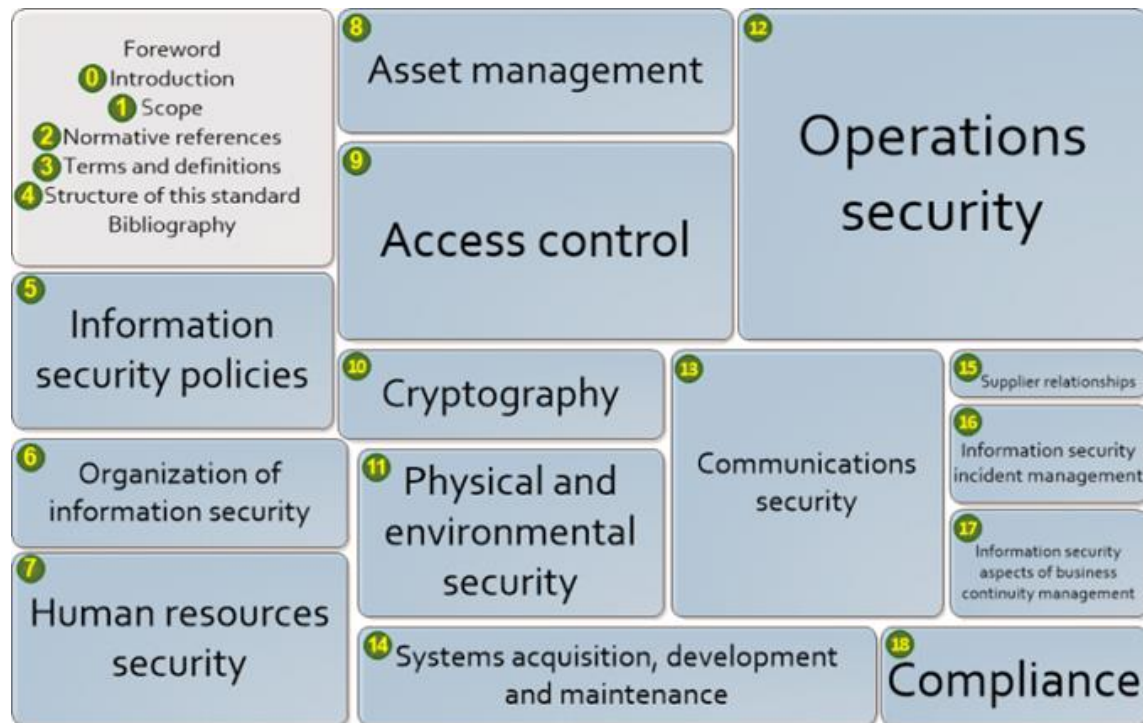 Foreword
0 Introduction
1 Scope
2 Normative references
3 Terms and definitions
4 Structure of this standard
Bibliography
5
Information
security policies
6
Organization of
information security
7
Human resources
security
8
Asset management
9
Access control
10
Cryptography
11
Physical and
environmental
security
12
Operations
security
13
Communications
security
14
Systems acquisition, development
and maintenance
15
Supplier relationships
16
Information security
incident management
17
Information security
aspects of business
continuity management
18
Compliance